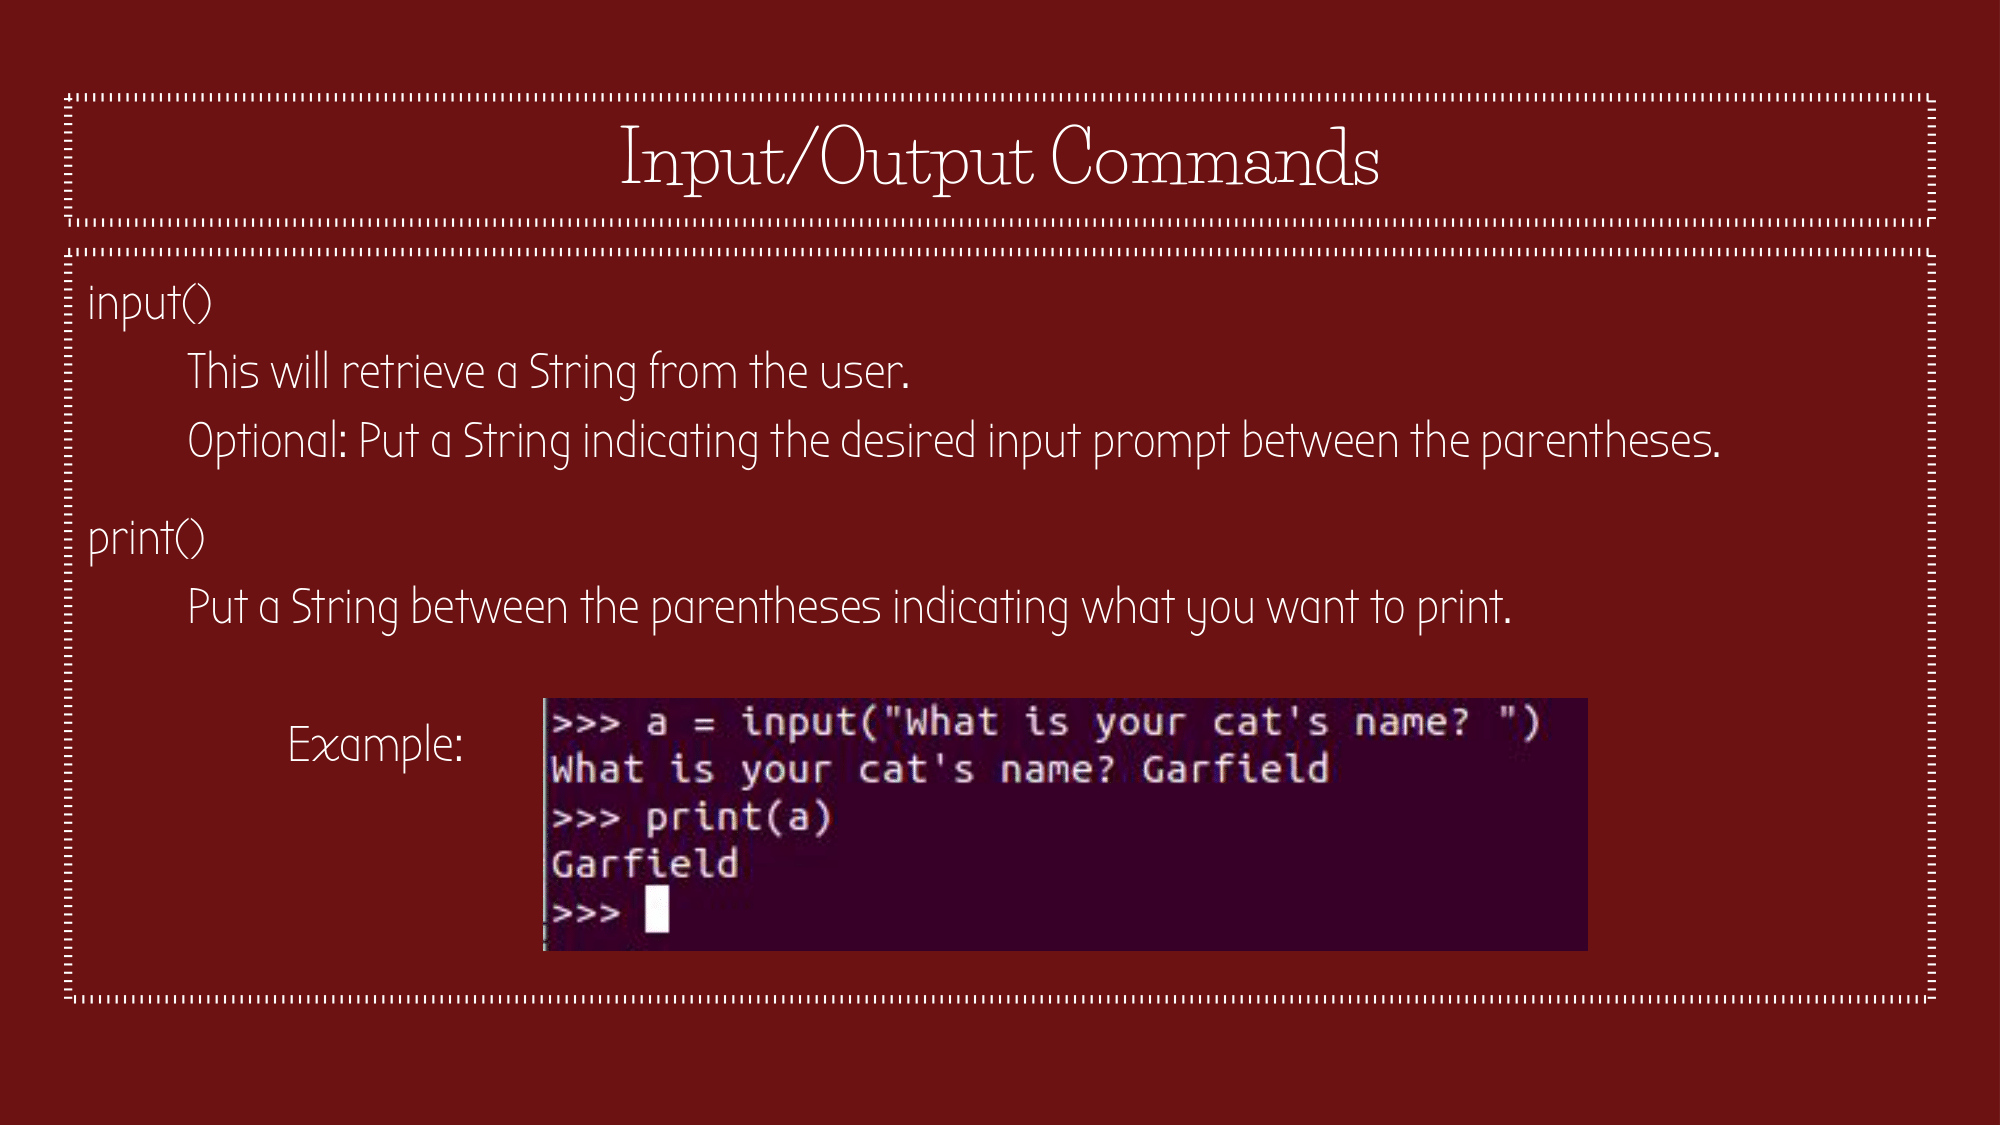 Input/Output Commands
input()
This will retrieve a String from the user.
Optional: Put a String indicating the desired input prompt between the parentheses.
print()
Put a String between the parentheses indicating what you want to print.
Example:
>>> a = input("What is your cat's name? ")
What is your cat's name? Garfield
>>> print(a)
Garfield
>>>